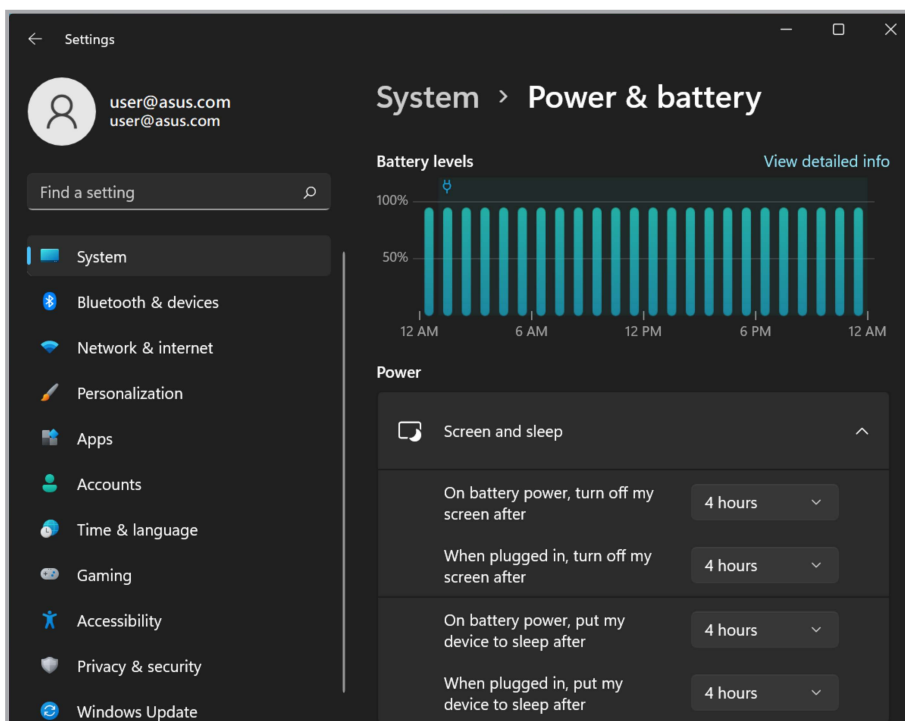 Settings
user@asus.com
user@asus.com
Find a setting
System
Bluetooth & devices
Network & internet
Personalization
Apps
Accounts
Time & language
Gaming
Accessibility
Privacy & security
Windows Update
System > Power & battery
Battery levels
View detailed info
100%
50%
12 AM
6 AM
12 PM
6 PM
12 AM
Power
Screen and sleep
On battery power, turn off my
screen after
4 hours
When plugged in, turn off my
screen after
4 hours
On battery power, put my
device to sleep after
4 hours
When plugged in, put my
device to sleep after
4 hours